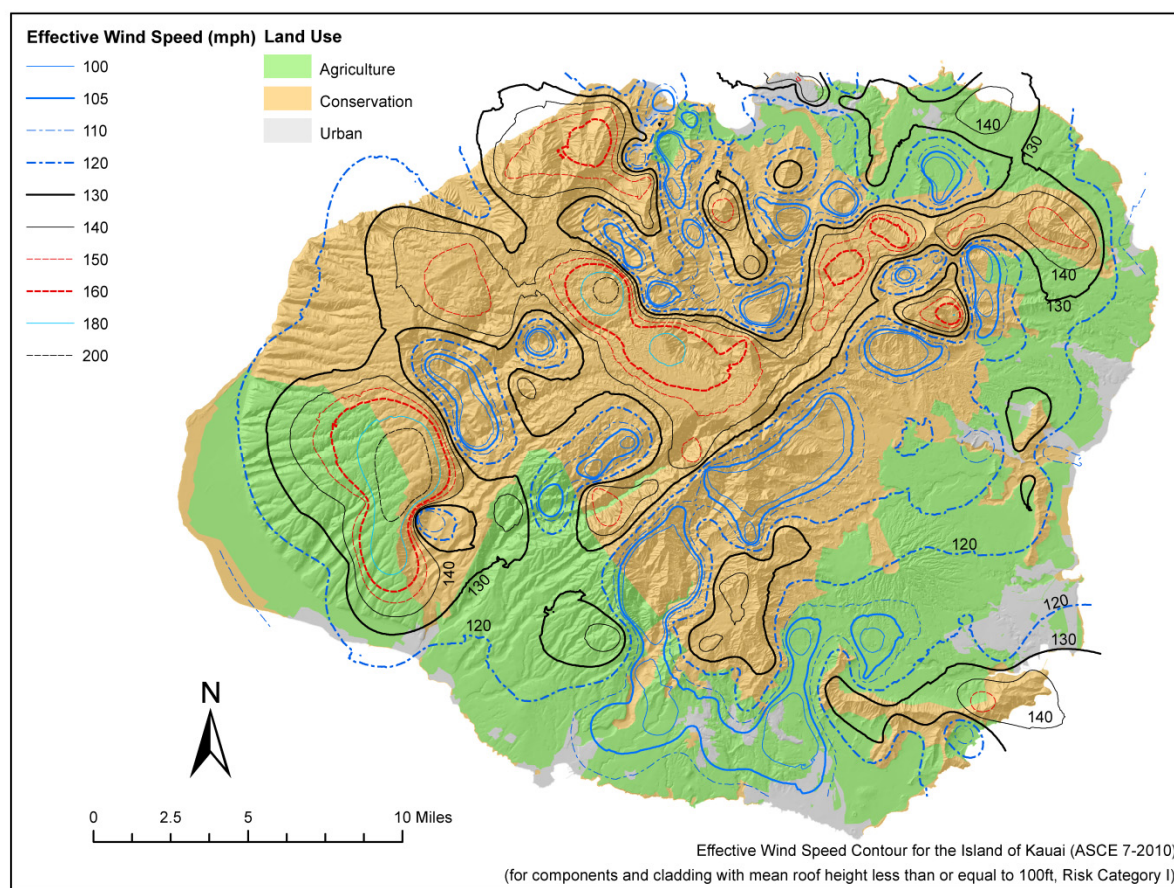 Effective Wind Speed (mph)
100
105
110
120
130
140
150
160
180
200
Land Use
Agriculture
Conservation
Urban
140
130
140
130
120
120
130
140
140
130
120
N
0 2.5 5 10 Miles
Effective Wind Speed Contour for the Island of Kauai (ASCE 7-2010)
(for components and cladding with mean roof height less than or equal to 100ft, Risk Category I)